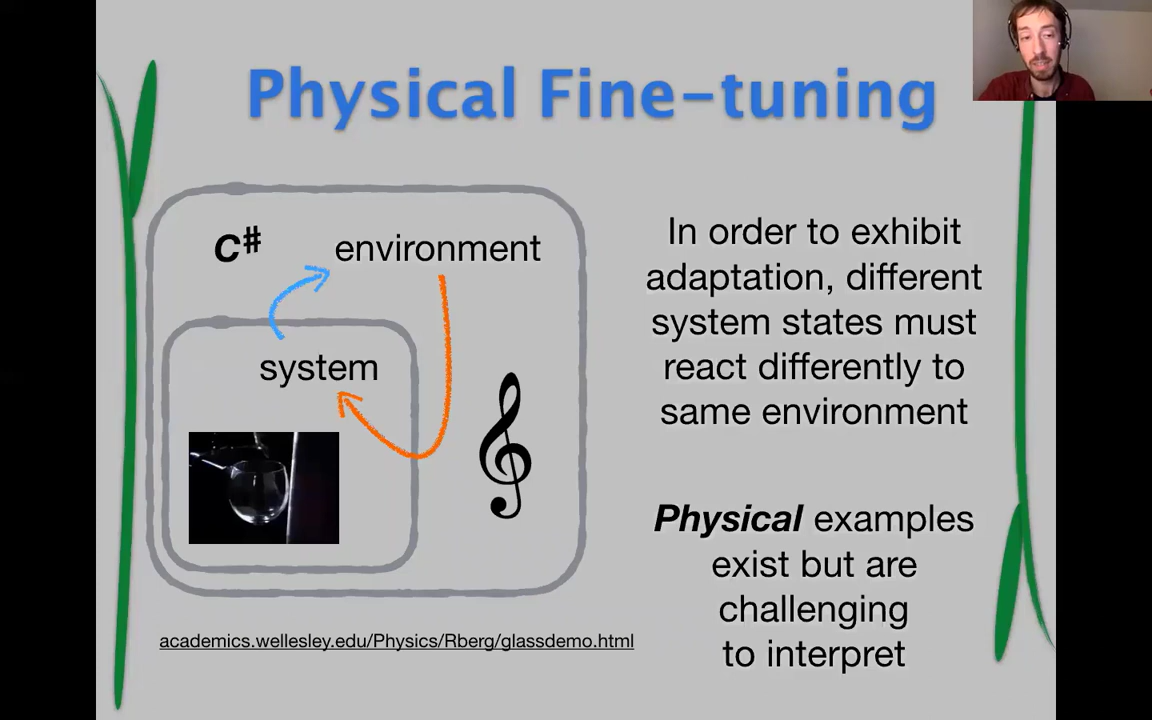 Physical Fine-tuning
C♯
environment
system
In order to exhibit
adaptation, different
system states must
react differently to
same environment
Physical examples
exist but are
challenging
to interpret
academics.wellesley.edu/Physics/Rberg/glassdemo.html